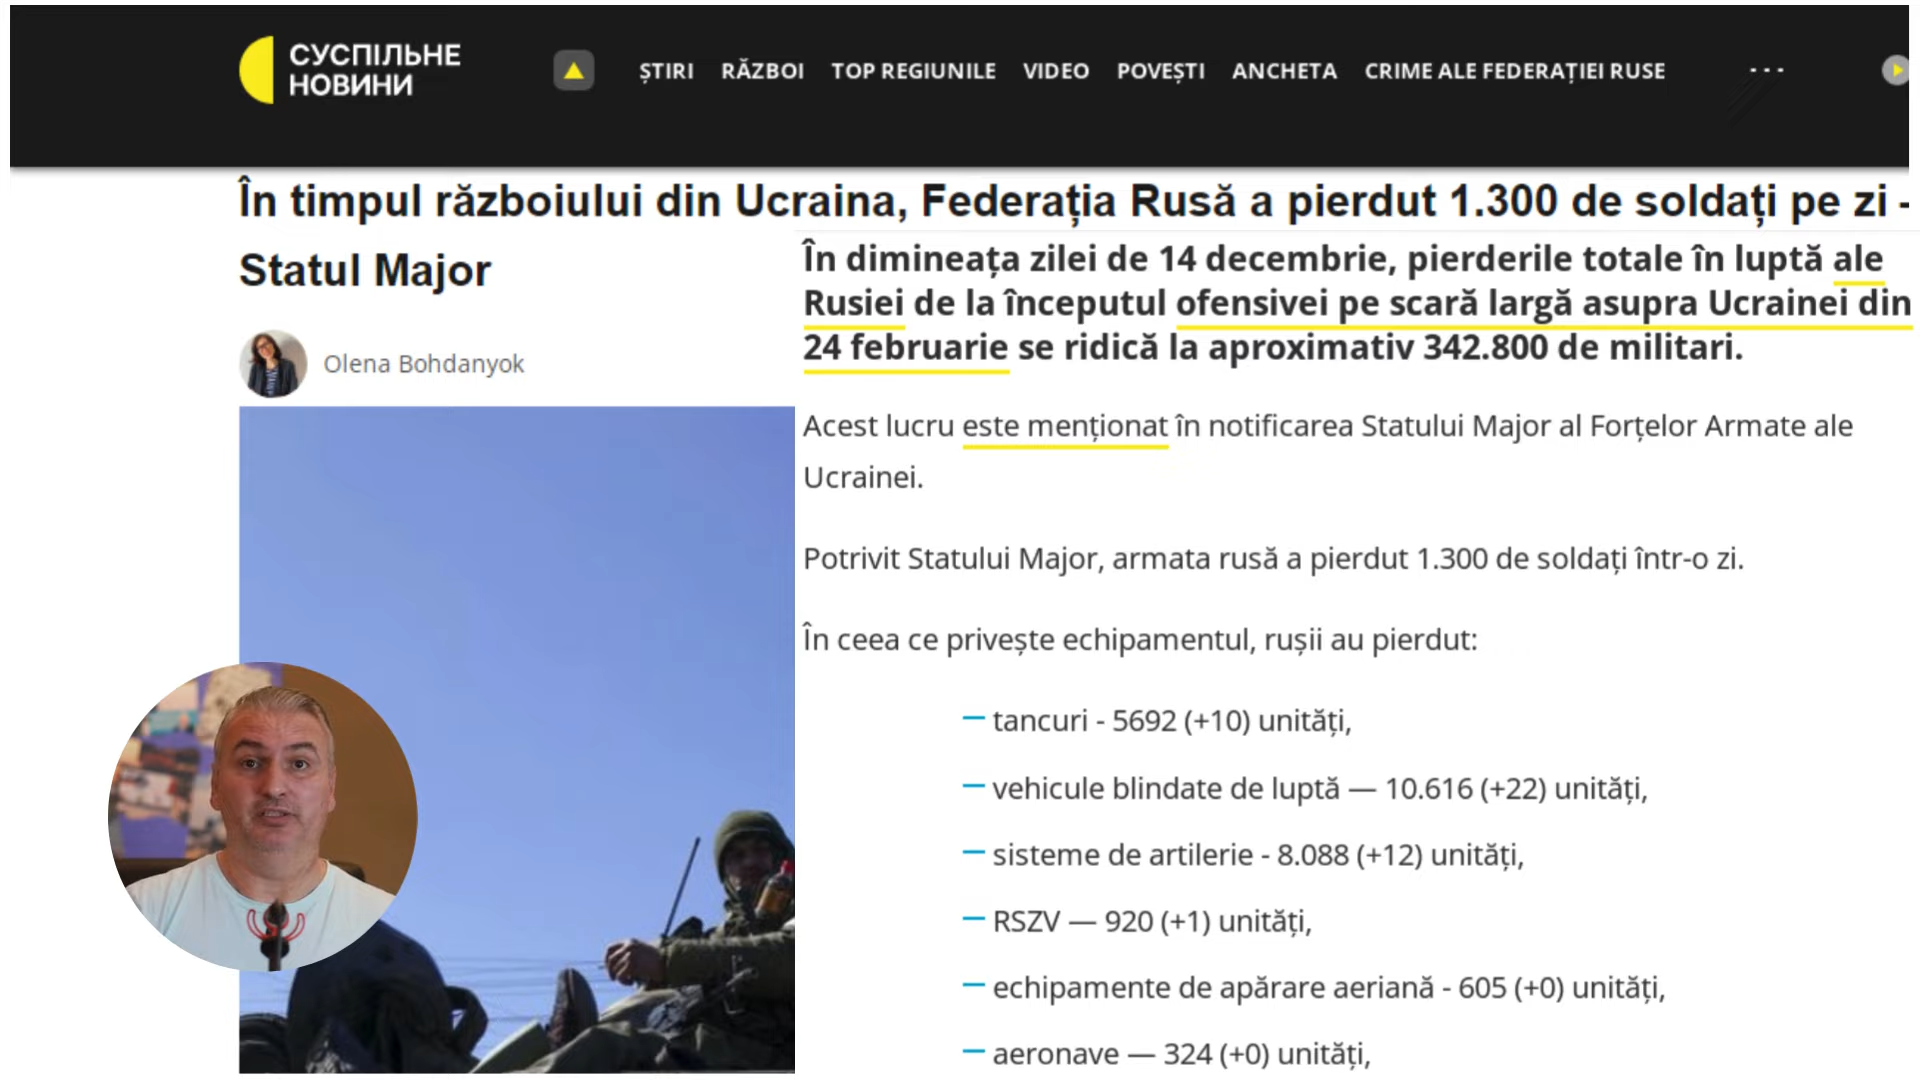 СУСПІЛЬНЕ
НОВИНИ
ȘTIRI RĂZBOI TOP REGIUNILE VIDEO POVEȘTI ANCHETA CRIME ALE FEDERAȚIEI RUSE ...
În timpul războiului din Ucraina, Federația Rusă a pierdut 1.300 de soldați pe zi -
Statul Major
Olena Bohdanyok
În dimineața zilei de 14 decembrie, pierderile totale în luptă ale
Rusiei de la începutul ofensivei pe scară largă asupra Ucrainei din
24 februarie se ridică la aproximativ 342.800 de militari.
Acest lucru este menționat în notificarea Statului Major al Forțelor Armate ale
Ucrainei.
Potrivit Statului Major, armata rusă a pierdut 1.300 de soldați într-o zi.
În ceea ce privește echipamentul, rușii au pierdut:
— tancuri - 5692 (+10) unități,
— vehicule blindate de luptă — 10.616 (+22) unități,
— sisteme de artilerie - 8.088 (+12) unități,
— RSZV — 920 (+1) unități,
— echipamente de apărare aeriană - 605 (+0) unități,
— aeronave — 324 (+0) unități,